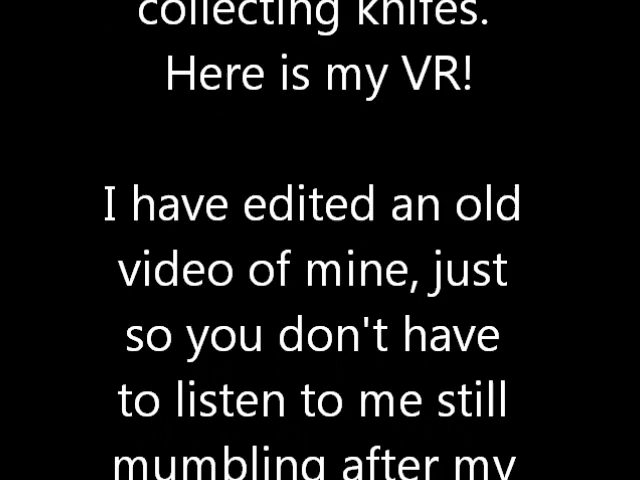 collecting knifes.
Here is my VR!
I have edited an old
video of mine, just
so you don't have
to listen to me still
mumbling after my